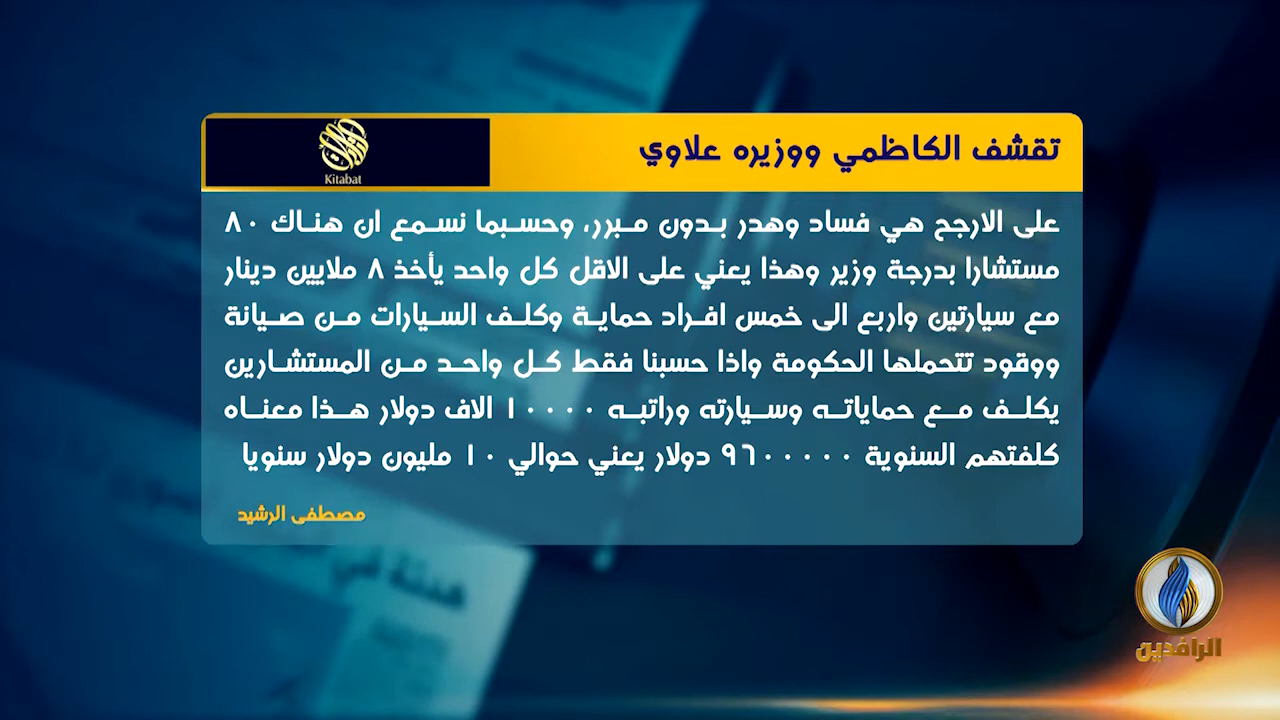 تقشف الكاظمي ووزيره علاوي
Kitabat
على الارجح هي فساد وهدر بدون مبرر، وحسبما نسمع ان هناك ٨٠
مستشارا بدرجة وزير وهذا يعني على الاقل كل واحد يأخذ ٨ ملايين دينار
مع سيارتين واربع الى خمس افراد حماية وكلف السيارات من صيانة
ووقود تتحملها الحكومة واذا حسبنا فقط كل واحد من المستشارين
يكلف مع حماياته وسيارته وراتبه ١٠٠٠٠ الاف دولار هذا معناه
كلفتهم السنوية ٩٦٠٠٠٠٠ دولار يعني حوالي ١٠ مليون دولار سنويا
مصطفى الرشيد
هيئة في
الرافدين